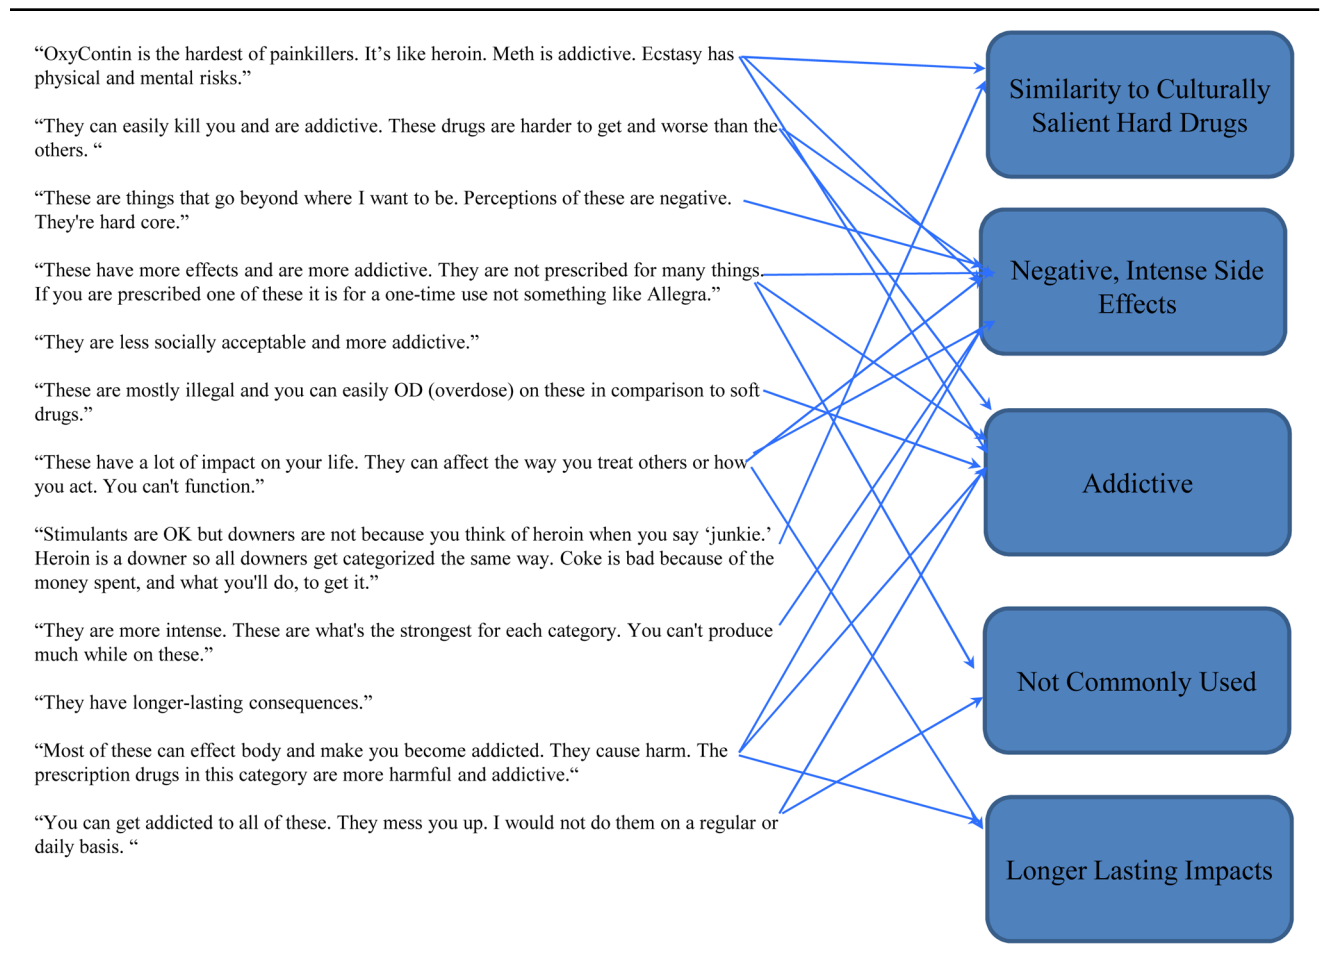 “OxyContin is the hardest of painkillers. It’s like heroin. Meth is addictive. Ecstasy has
physical and mental risks.”
“They can easily kill you and are addictive. These drugs are harder to get and worse than the
others. “
“These are things that go beyond where I want to be. Perceptions of these are negative.
They're hard core.”
“These have more effects and are more addictive. They are not prescribed for many things.
If you are prescribed one of these it is for a one-time use not something like Allegra.”
“They are less socially acceptable and more addictive.”
“These are mostly illegal and you can easily OD (overdose) on these in comparison to soft
drugs.”
“These have a lot of impact on your life. They can affect the way you treat others or how
you act. You can't function.”
“Stimulants are OK but downers are not because you think of heroin when you say ‘junkie.’
Heroin is a downer so all downers get categorized the same way. Coke is bad because of the
money spent, and what you'll do, to get it.”
“They are more intense. These are what's the strongest for each category. You can't produce
much while on these.”
“They have longer-lasting consequences.”
“Most of these can effect body and make you become addicted. They cause harm. The
prescription drugs in this category are more harmful and addictive.“
“You can get addicted to all of these. They mess you up. I would not do them on a regular or
daily basis. “
Similarity to Culturally
Salient Hard Drugs
Negative, Intense Side
Effects
Addictive
Not Commonly Used
Longer Lasting Impacts